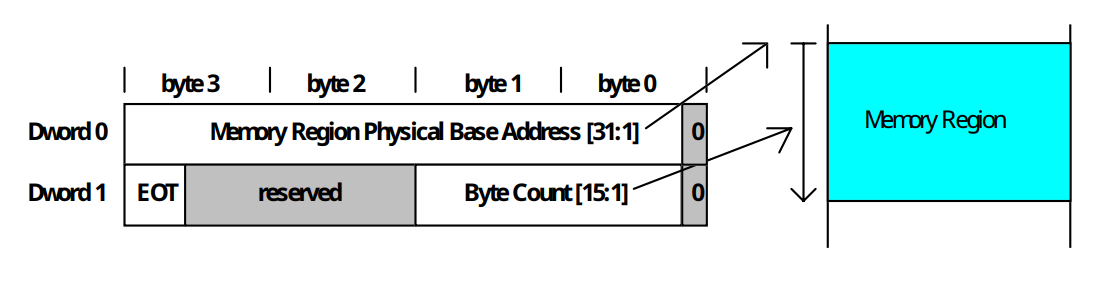 byte 3 byte 2 byte 1 byte 0
Dword 0 Memory Region Physical Base Address [31:1] 0
Memory Region
Dword 1 EOT reserved Byte Count [15:1] 0